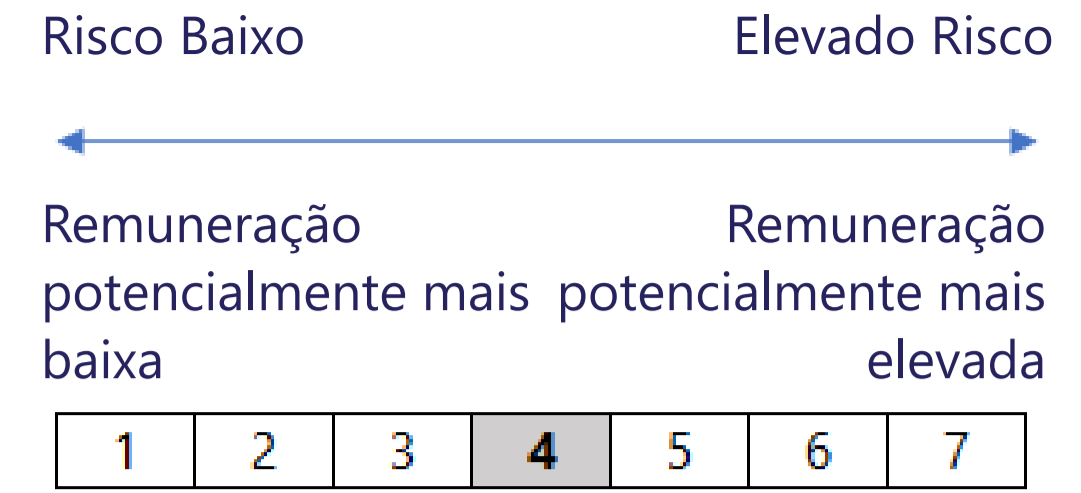 Risco Baixo Elevado Risco
Remuneração Remuneração
potencialmente mais potencialmente mais
baixa elevada
1 2 3 4 5 6 7